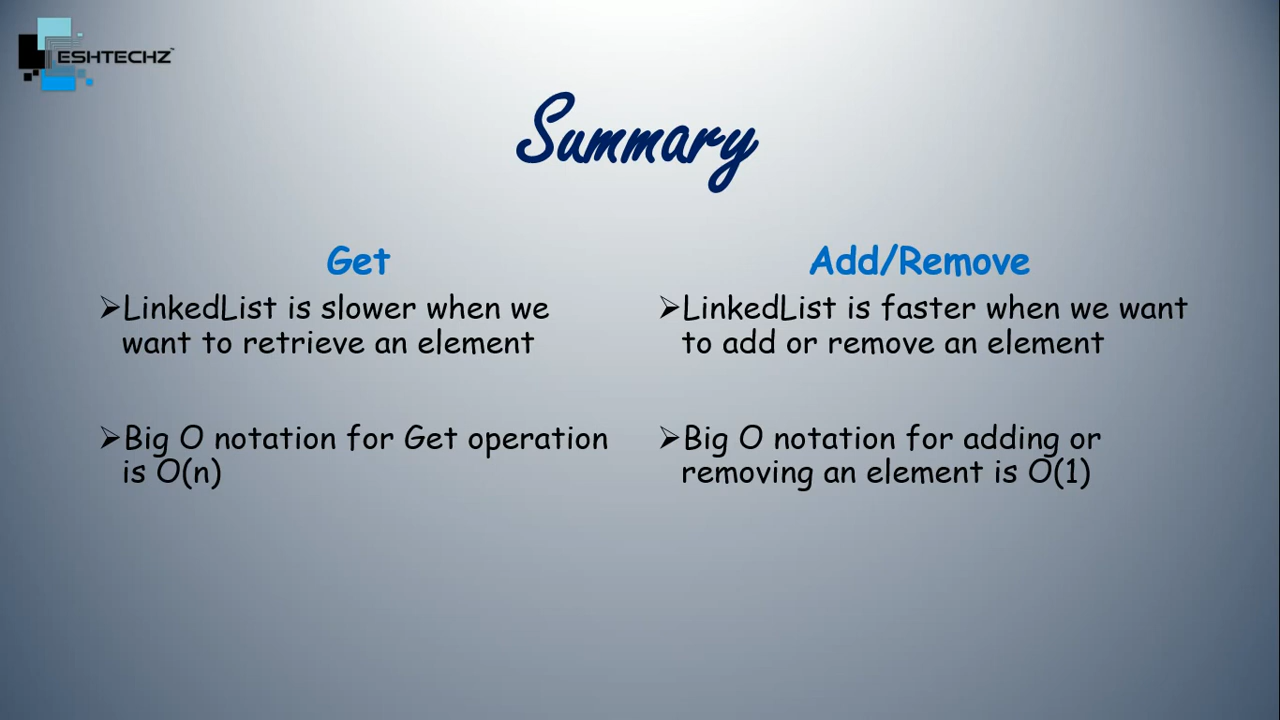 ESHTECHZ
Summary
Get
➢LinkedList is slower when we
want to retrieve an element
➢Big O notation for Get operation
is O(n)
Add/Remove
➢LinkedList is faster when we want
to add or remove an element
➢Big O notation for adding or
removing an element is O(1)